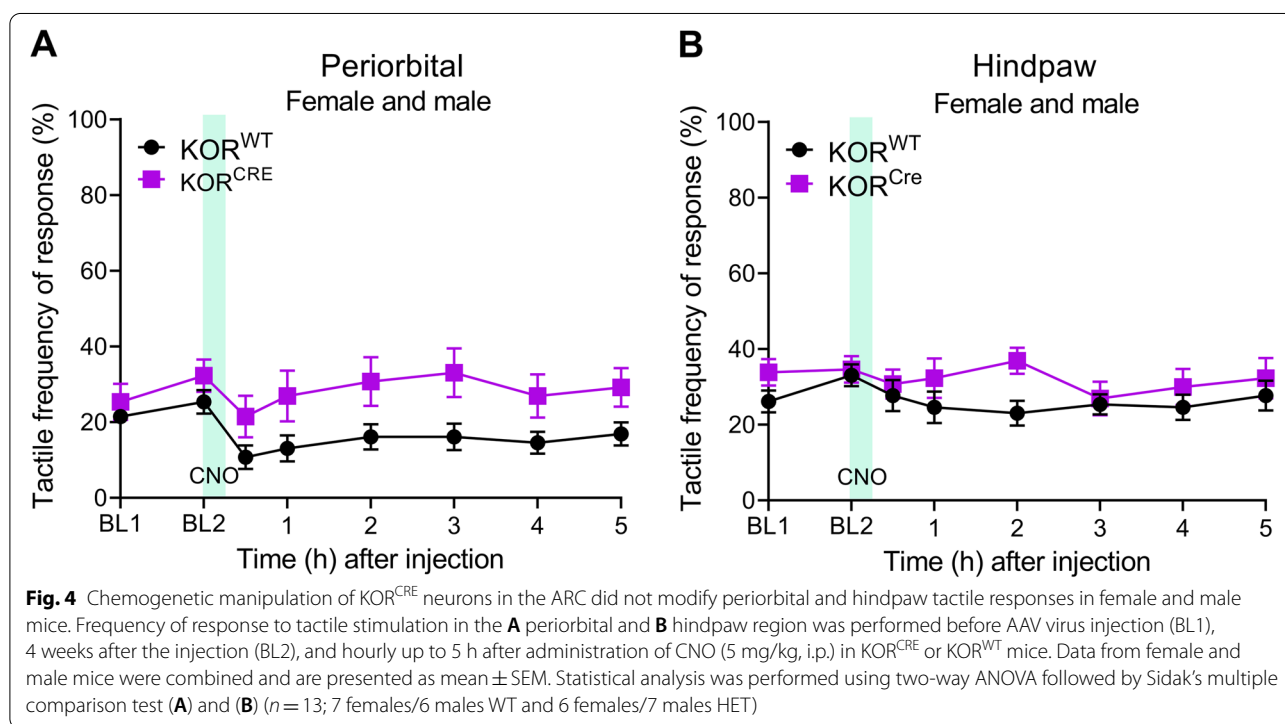 A
Periorbital
Female and male
Tactile frequency of response (%)
100
80
60
40
20
0
KOR^WT
KOR^CRE
CNO
BL1 BL2 1 2 3 4 5
Time (h) after injection
B
Hindpaw
Female and male
Tactile frequency of response (%)
100
80
60
40
20
0
KOR^WT
KOR^Cre
CNO
BL1 BL2 1 2 3 4 5
Time (h) after injection
Fig. 4 Chemogenetic manipulation of KOR^CRE neurons in the ARC did not modify periorbital and hindpaw tactile responses in female and male
mice. Frequency of response to tactile stimulation in the A periorbital and B hindpaw region was performed before AAV virus injection (BL1),
4 weeks after the injection (BL2), and hourly up to 5 h after administration of CNO (5 mg/kg, i.p.) in KOR^CRE or KOR^WT mice. Data from female and
male mice were combined and are presented as mean ± SEM. Statistical analysis was performed using two-way ANOVA followed by Sidak's multiple
comparison test (A) and (B) (n = 13; 7 females/6 males WT and 6 females/7 males HET)